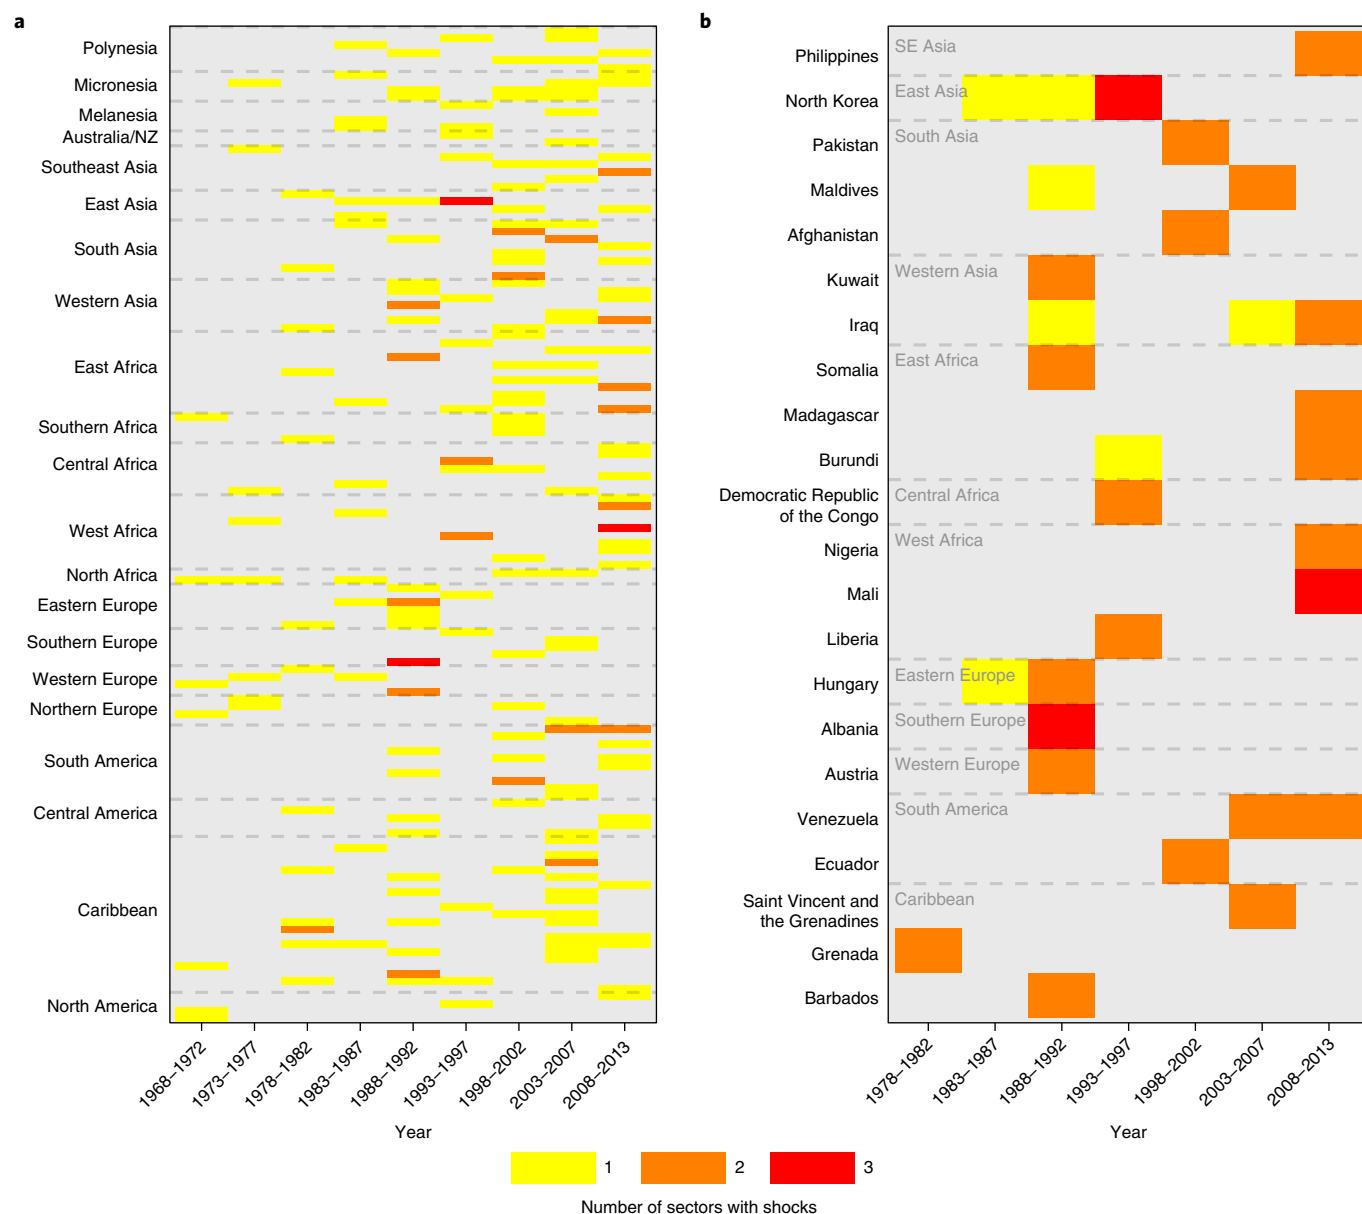 a
Polynesia
Micronesia
Melanesia
Australia/NZ
Southeast Asia
East Asia
South Asia
Western Asia
East Africa
Southern Africa
Central Africa
West Africa
North Africa
Eastern Europe
Southern Europe
Western Europe
Northern Europe
South America
Central America
Caribbean
North America
1968–1972
1973–1977
1978–1982
1983–1987
1988–1992
1993–1997
1998–2002
2003–2007
2008–2013
Year
b
Philippines
SE Asia
North Korea
East Asia
Pakistan
South Asia
Maldives
Afghanistan
Kuwait
Western Asia
Iraq
Somalia
East Africa
Madagascar
Burundi
Democratic Republic
of the Congo
Central Africa
Nigeria
West Africa
Mali
Liberia
Hungary
Eastern Europe
Albania
Southern Europe
Austria
Western Europe
Venezuela
South America
Ecuador
Saint Vincent and
the Grenadines
Caribbean
Grenada
Barbados
1978–1982
1983–1987
1988–1992
1993–1997
1998–2002
2003–2007
2008–2013
Year
1
2
3
Number of sectors with shocks